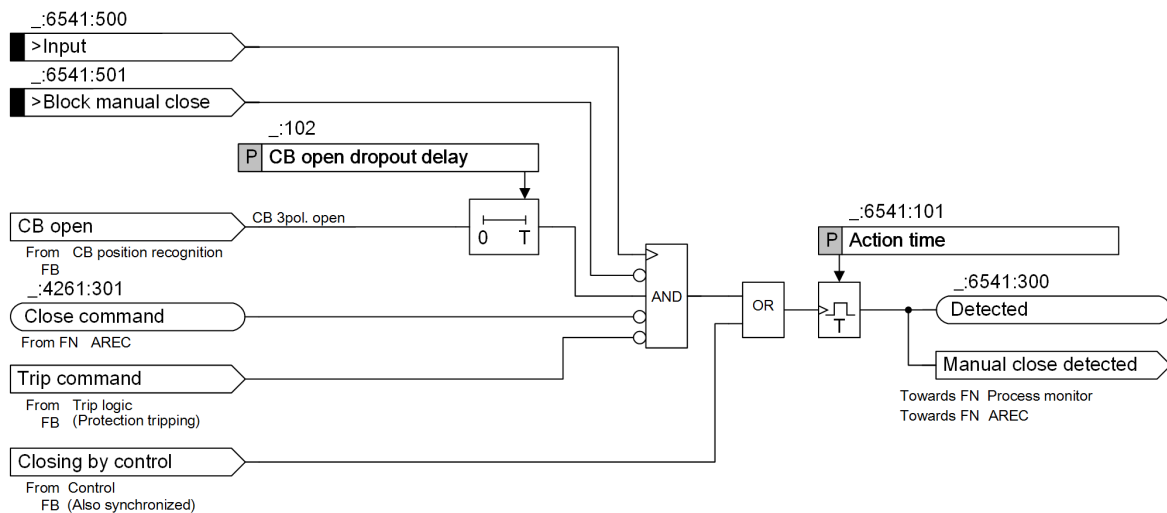 _:6541:500
>Input
_:6541:501
>Block manual close
_:102
P CB open dropout delay
CB open
CB 3pol. open
0 T
From CB position recognition
FB
_:6541:101
P Action time
_:4261:301
Close command
From FN AREC
AND
OR
T
_:6541:300
Detected
Manual close detected
Towards FN Process monitor
Towards FN AREC
Trip command
From Trip logic
FB (Protection tripping)
Closing by control
From Control
FB (Also synchronized)